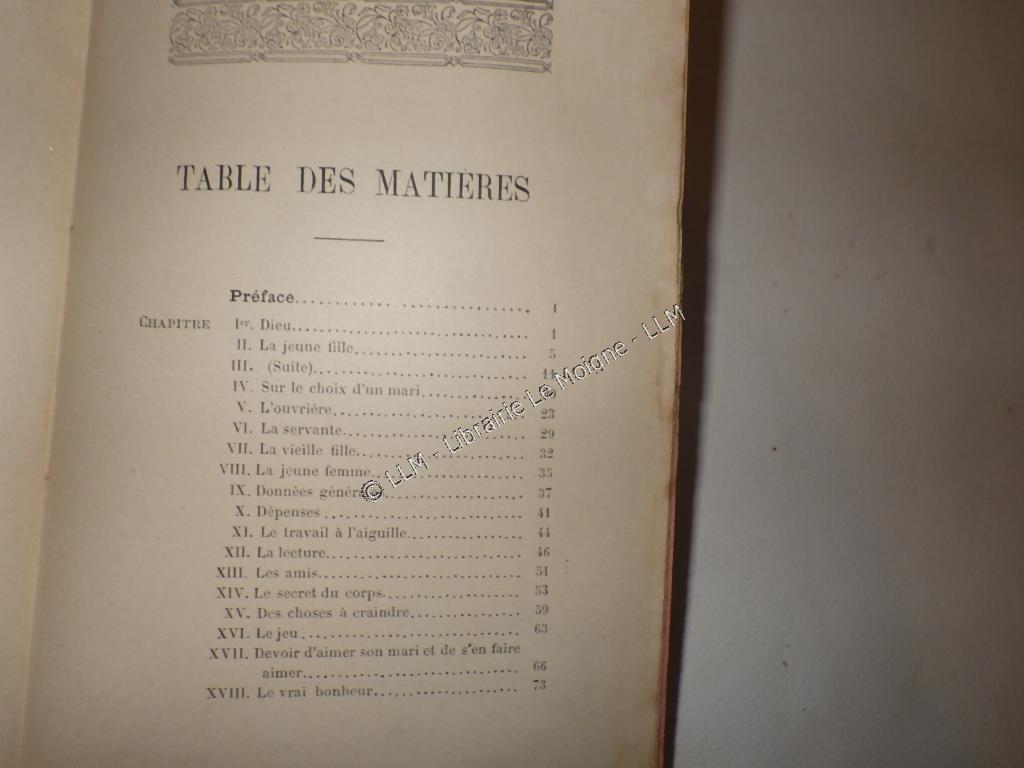 TABLE DES MATIÈRES
Préface.............. .................... I
CHAPITRE Ier. Dieu.............................. 1
II. La jeune fille.......................... 5
III. (Suite)................................ 11
IV. Sur le choix d'un mari..............
V. L'ouvrière............................ 23
VI. La servante.......................... 29
VII. La vieille fille........................ 32
VIII. La jeune femme...................... 35
IX. Données .................... 37
X. Dépenses ............................ 41
XI. Le travail à l'aiguille................. 44
XII. La lecture............................ 46
XIII. Les amis............................. 51
XIV. Le secret du corps.................... 53
XV. Des choses à craindre................ 59
XVI. Le jeu ............................... 63
XVII. Devoir d'aimer son mari et de s'en faire
aimer............................. 66
XVIII. Le vrai bonheur...................... 73
© LLM - Librairie Le Moigne - LLM